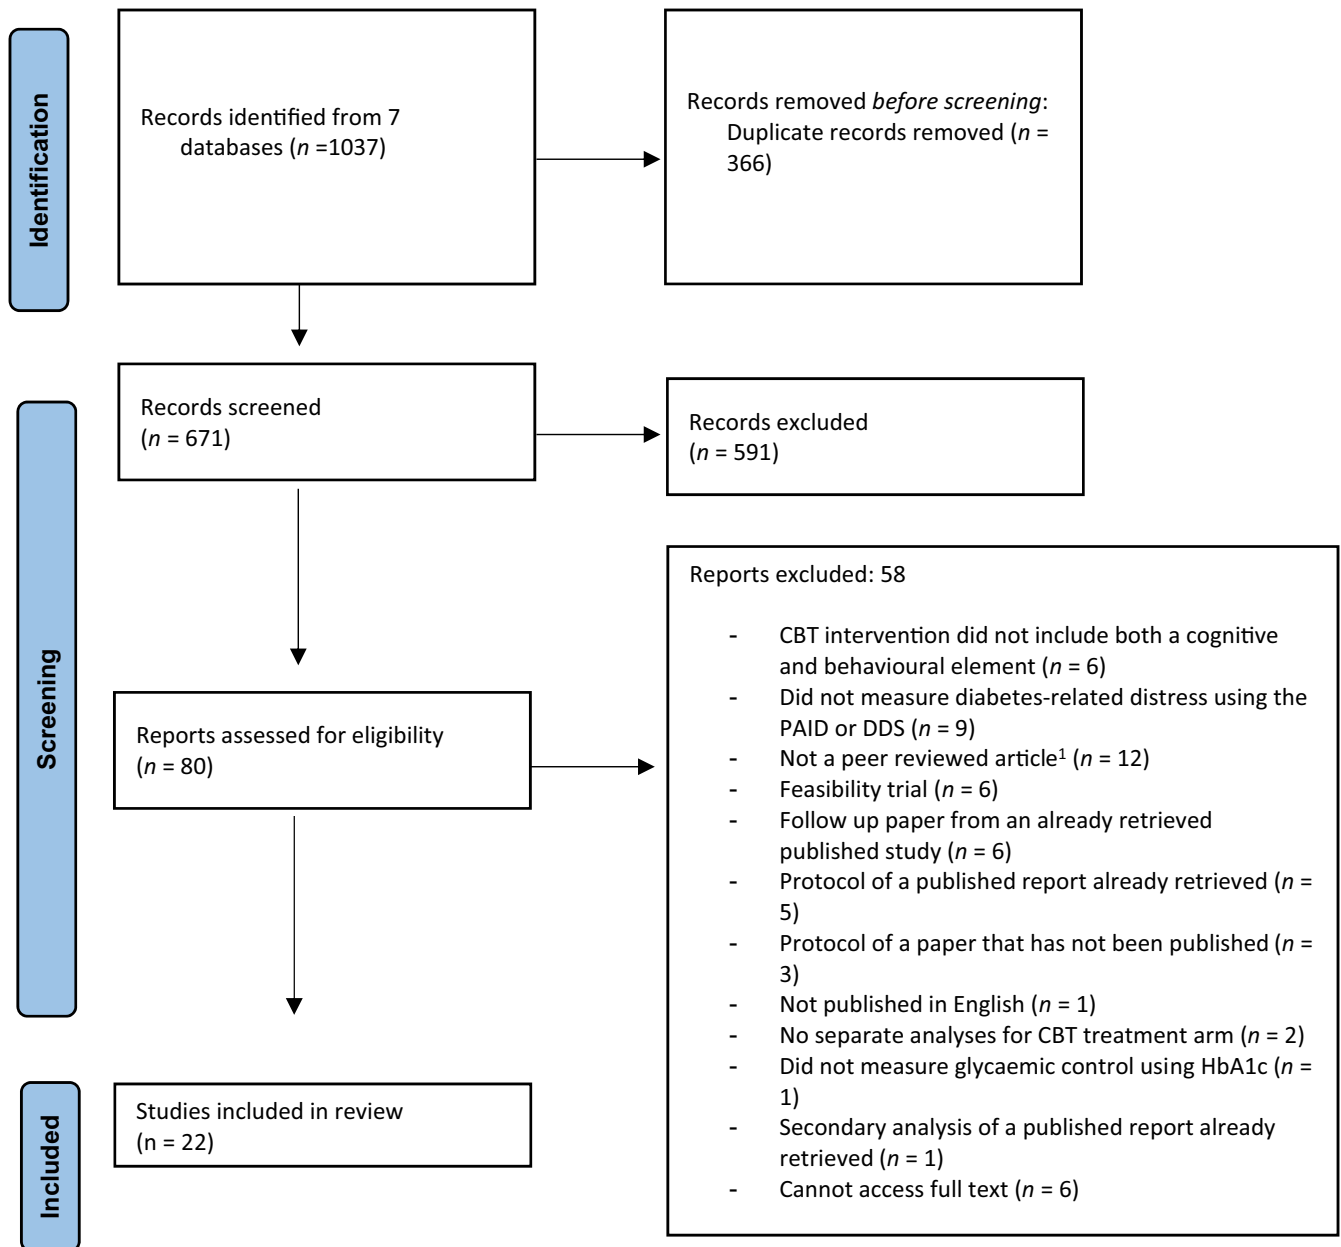 Identification
Records identified from 7
databases (n =1037)
Records removed before screening:
Duplicate records removed (n =
366)
Screening
Records screened
(n = 671)
Records excluded
(n = 591)
Reports assessed for eligibility
(n = 80)
Reports excluded: 58
- CBT intervention did not include both a cognitive
and behavioural element (n = 6)
- Did not measure diabetes-related distress using the
PAID or DDS (n = 9)
- Not a peer reviewed article¹ (n = 12)
- Feasibility trial (n = 6)
- Follow up paper from an already retrieved
published study (n = 6)
- Protocol of a published report already retrieved (n =
5)
- Protocol of a paper that has not been published (n =
3)
- Not published in English (n = 1)
- No separate analyses for CBT treatment arm (n = 2)
- Did not measure glycaemic control using HbA1c (n =
1)
- Secondary analysis of a published report already
retrieved (n = 1)
- Cannot access full text (n = 6)
Included
Studies included in review
(n = 22)